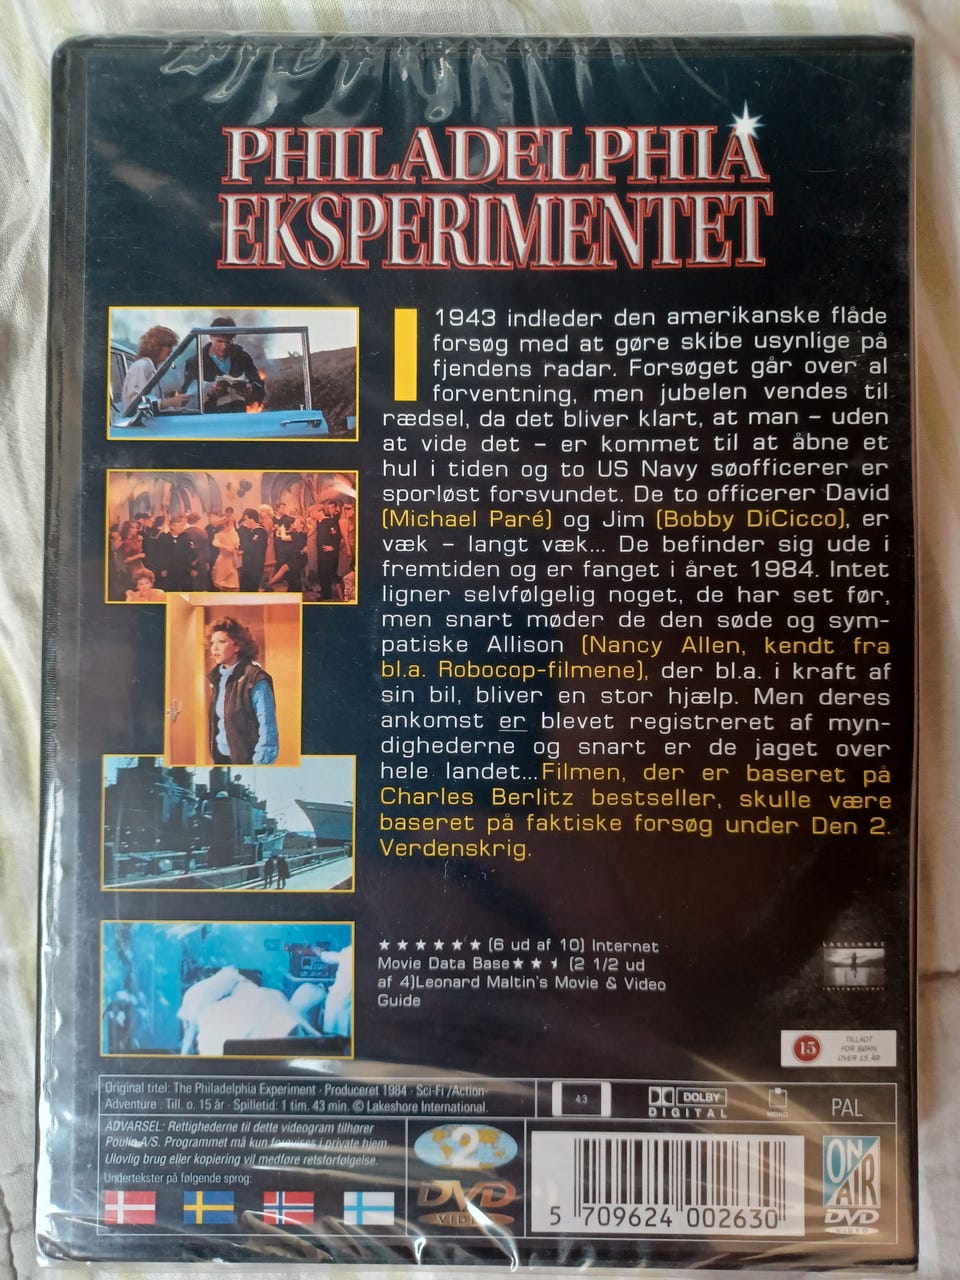 PHILADELPHIA
EKSPERIMENTET
I 1943 indleder den amerikanske flåde
forsøg med at gøre skibe usynlige på
fjendens radar. Forsøget går over al
forventning, men jubelen vendes til
rædsel, da det bliver klart, at man – uden
at vide det – er kommet til at åbne et
hul i tiden og to US Navy søofficerer er
sporløst forsvundet. De to officerer David
(Michael Paré) og Jim (Bobby DiCicco), er
væk – langt væk... De befinder sig ude i
fremtiden og er fanget i året 1984. Intet
ligner selvfølgelig noget, de har set før,
men snart møder de den søde og sym-
patiske Allison (Nancy Allen, kendt fra
bl.a. Robocop-filmene), der bl.a. i kraft af
sin bil, bliver en stor hjælp. Men deres
ankomst er blevet registreret af myn-
dighederne og snart er de jaget over
hele landet...Filmen, der er baseret på
Charles Berlitz bestseller, skulle være
baseret på faktiske forsøg under Den 2.
Verdenskrig.
★★★★★★ (6 ud af 10) Internet
Movie Data Base★★⯨ (2 1/2 ud
af 4)Leonard Maltin's Movie & Video
Guide
LAKESHORE
INTERNATIONAL
15
TILLADT
FOR BØRN
OVER 15 ÅR
Original titel: The Philadelphia Experiment · Produceret 1984 · Sci-Fi /Action·
Adventure . Till. o. 15 år · Spilletid: 1 tim. 43 min. © Lakeshore International.
4:3
DOLBY
DIGITAL
MONO
PAL
ADVARSEL: Rettighederne til dette videogram tilhører
Poulia A/S. Programmet må kun forevises i private hjem.
Ulovlig brug eller kopiering vil medføre retsforfølgelse.
Undertekster på følgende sprog:
2
DVD
VIDEO
5 709624 002630
ON
AIR
DVD
VIDEO